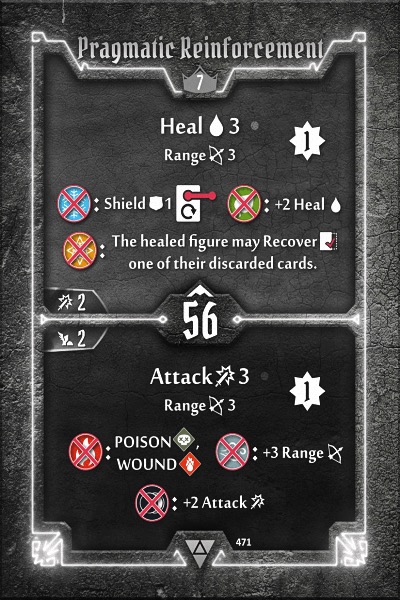 Pragmatic Reinforcement
7
Heal 3
1
Range 3
: Shield 1
: +2 Heal
: The healed figure may Recover
one of their discarded cards.
2
56
2
Attack 3
1
Range 3
: POISON ,
WOUND
: +3 Range
: +2 Attack
471